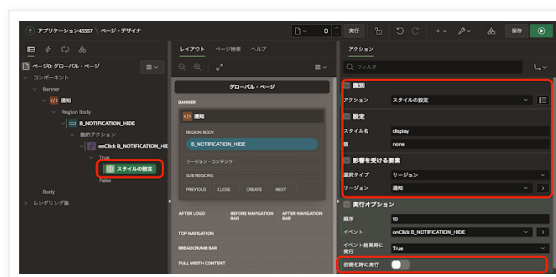 アプリケーション43357 \ ページ・デザイナ
0
実行
保存
ページ0: グローバル・ページ
コンポーネント
Banner
通知
Region Body
B_NOTIFICATION_HIDE
動的アクション
onClick B_NOTIFICATION_HIDE
True
スタイルの設定
False
Body
レンダリング後
レイアウト
ページ検索
ヘルプ
グローバル・ページ
BANNER
通知
REGION BODY
B_NOTIFICATION_HIDE
リージョン・コンテンツ
SUB REGIONS
PREVIOUS
CLOSE
CREATE
NEXT
AFTER LOGO
BEFORE NAVIGATION BAR
AFTER NAVIGATION BAR
TOP NAVIGATION
BREADCRUMB BAR
FULL WIDTH CONTENT
アクション
フィルタ
識別
アクション
スタイルの設定
設定
スタイル名
display
値
none
影響を受ける要素
選択タイプ
リージョン
リージョン
通知
実行オプション
順序
10
イベント
onClick B_NOTIFICATION_HIDE
イベント結果時に実行
True
初期化時に実行